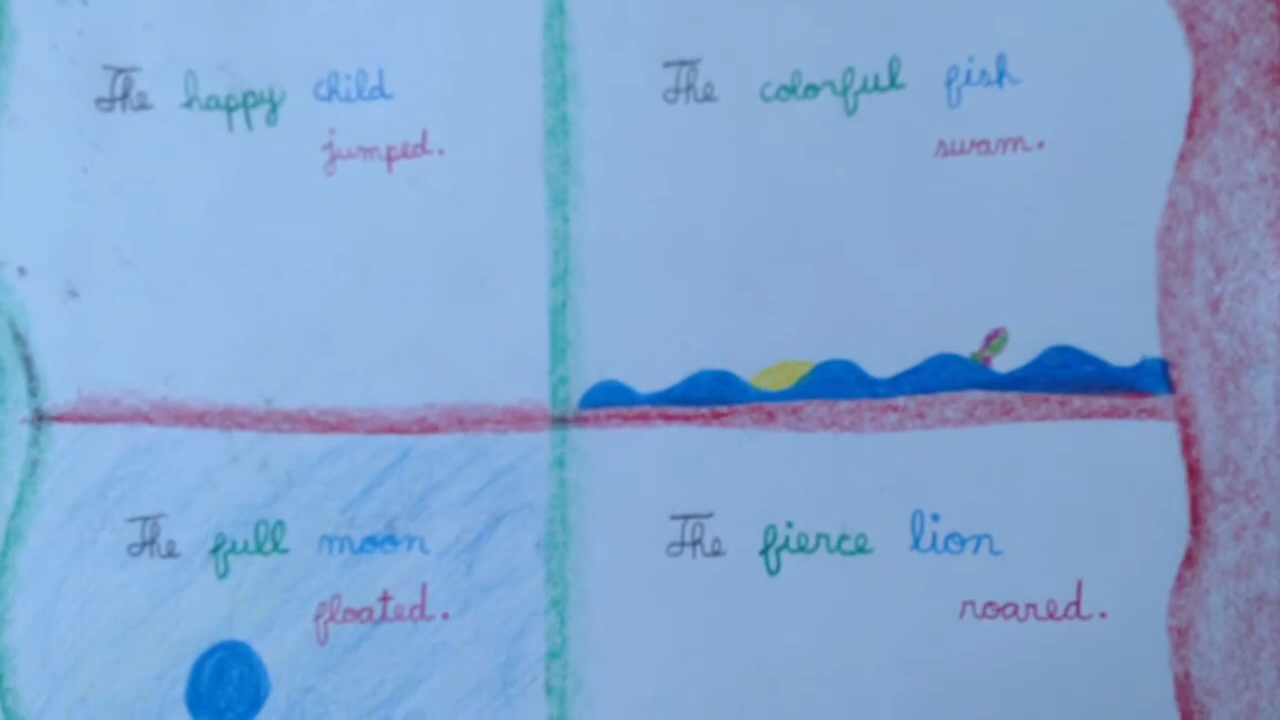 The happy child
jumped.
The colorful fish
swam.
The full moon
floated.
The fierce lion
roared.